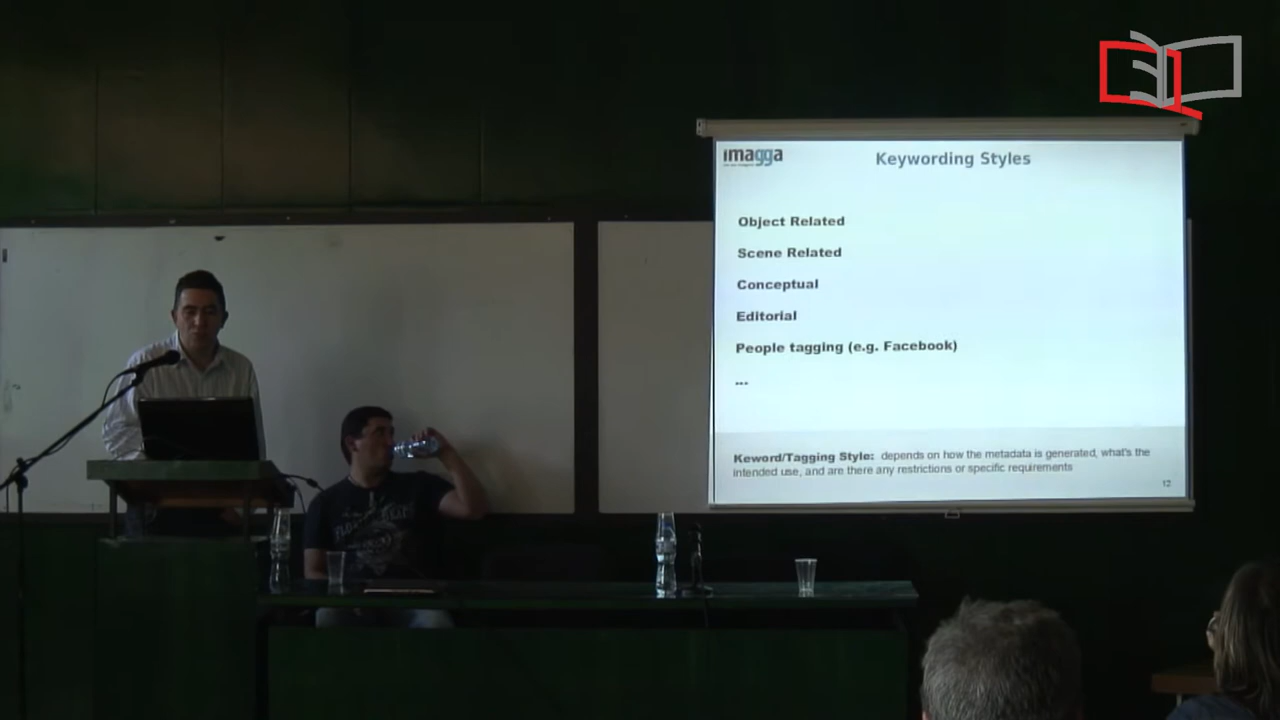 imagga
Keywording Styles
Object Related
Scene Related
Conceptual
Editorial
People tagging (e.g. Facebook)
...
Keword/Tagging Style: depends on how the metadata is generated, what's the
intended use, and are there any restrictions or specific requirements
12